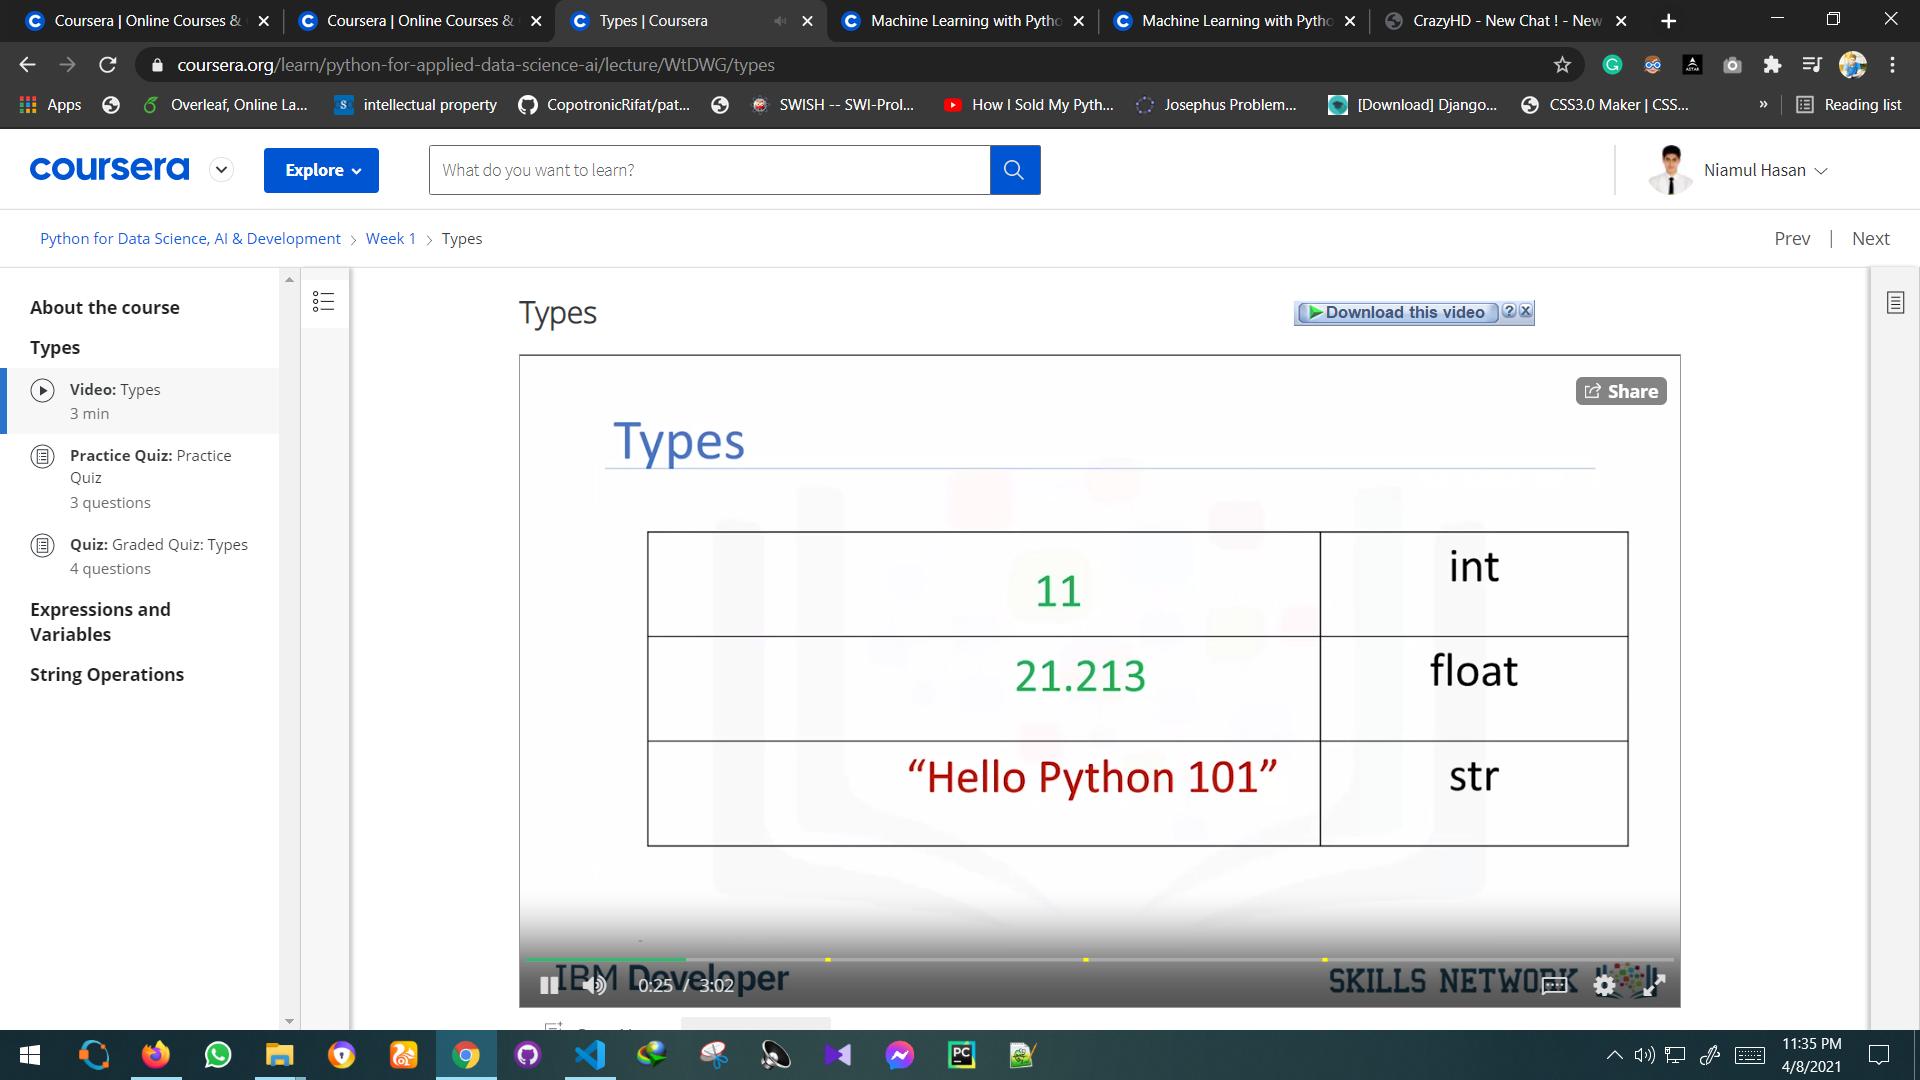 Coursera | Online Courses &
Coursera | Online Courses &
Types | Coursera
Machine Learning with Pytho
Machine Learning with Pytho
CrazyHD - New Chat ! - New
coursera.org/learn/python-for-applied-data-science-ai/lecture/WtDWG/types
Apps
Overleaf, Online La...
intellectual property
CopotronicRifat/pat...
SWISH -- SWI-Prol...
How I Sold My Pyth...
Josephus Problem...
[Download] Django...
CSS3.0 Maker | CSS...
»
Reading list
coursera
Explore
What do you want to learn?
Niamul Hasan
Python for Data Science, AI & Development > Week 1 > Types
Prev | Next
About the course
Types
Video: Types
3 min
Practice Quiz: Practice
Quiz
3 questions
Quiz: Graded Quiz: Types
4 questions
Expressions and
Variables
String Operations
Types
Download this video
Share
Types
11
int
21.213
float
“Hello Python 101”
str
IBM Developer
SKILLS NETWORK
0:25 / 3:02
11:35 PM
4/8/2021